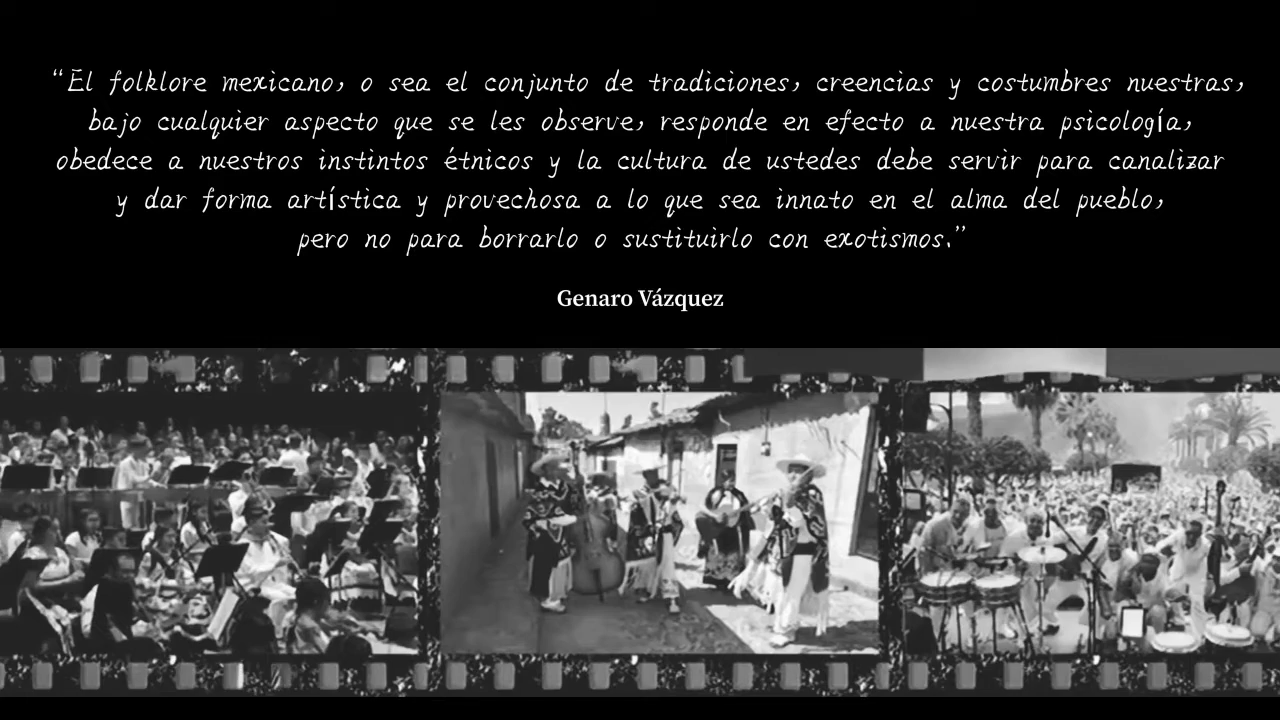 “El folklore mexicano, o sea el conjunto de tradiciones, creencias y costumbres nuestras,
bajo cualquier aspecto que se les observe, responde en efecto a nuestra psicología,
obedece a nuestros instintos étnicos y la cultura de ustedes debe servir para canalizar
y dar forma artística y provechosa a lo que sea innato en el alma del pueblo,
pero no para borrarlo o sustituirlo con exotismos.”
Genaro Vázquez